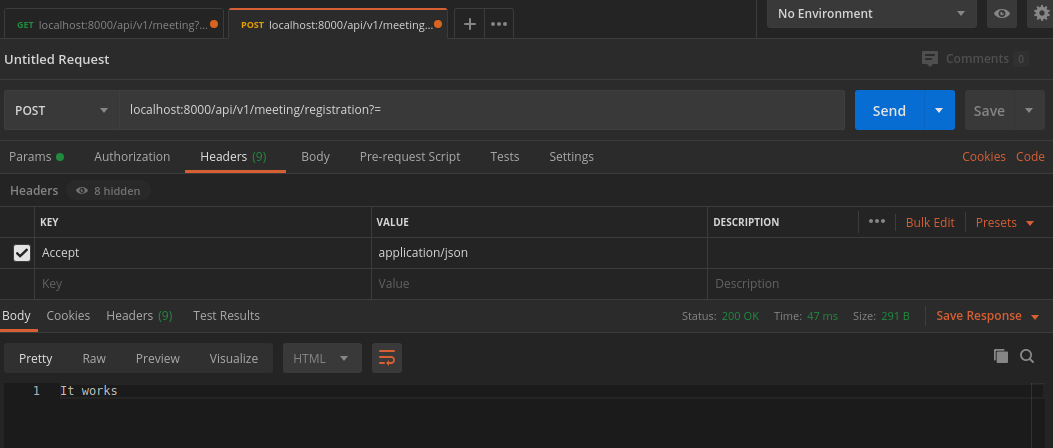 GET localhost:8000/api/v1/meeting?...
POST localhost:8000/api/v1/meeting...
No Environment
Untitled Request
Comments 0
POST localhost:8000/api/v1/meeting/registration?=
Send
Save
Params Authorization Headers (9) Body Pre-request Script Tests Settings
Cookies Code
Headers 8 hidden
KEY VALUE DESCRIPTION
Bulk Edit Presets
Accept application/json
Key Value Description
Body Cookies Headers (9) Test Results
Status: 200 OK Time: 47 ms Size: 291 B
Save Response
Pretty Raw Preview Visualize HTML
1 It works